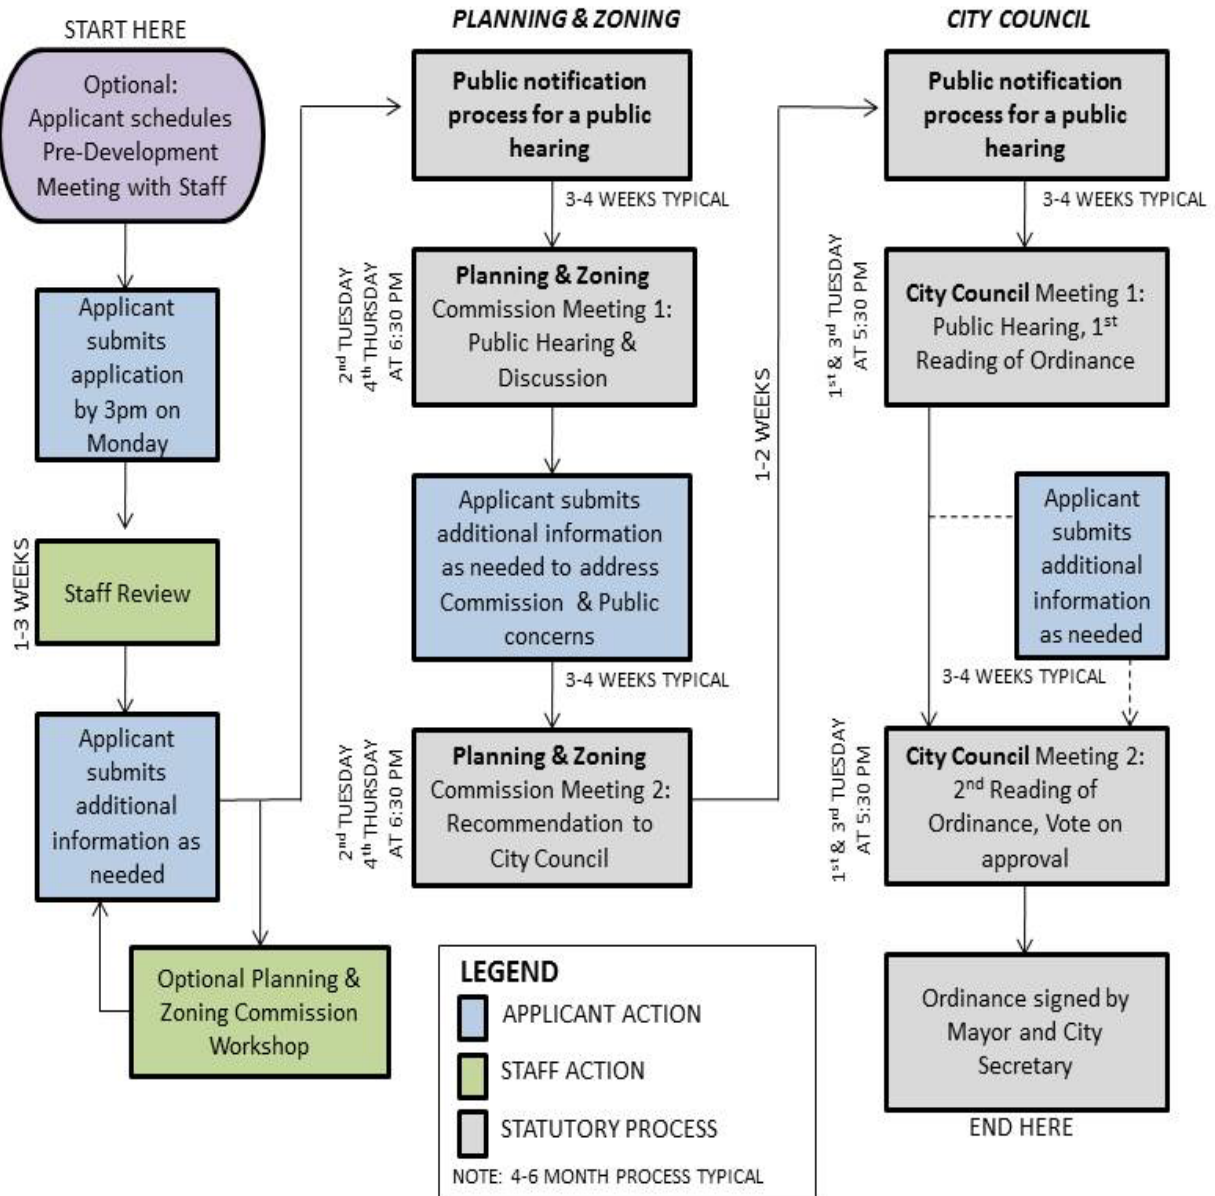 START HERE
Optional:
Applicant schedules
Pre-Development
Meeting with Staff
Applicant
submits
application
by 3pm on
Monday
1-3 WEEKS
Staff Review
Applicant
submits
additional
information as
needed
Optional Planning &
Zoning Commission
Workshop
PLANNING & ZONING
Public notification
process for a public
hearing
3-4 WEEKS TYPICAL
2nd TUESDAY
4th THURSDAY
AT 6:30 PM
Planning & Zoning
Commission Meeting 1:
Public Hearing &
Discussion
Applicant submits
additional information
as needed to address
Commission & Public
concerns
3-4 WEEKS TYPICAL
2nd TUESDAY
4th THURSDAY
AT 6:30 PM
Planning & Zoning
Commission Meeting 2:
Recommendation to
City Council
1-2 WEEKS
CITY COUNCIL
Public notification
process for a public
hearing
3-4 WEEKS TYPICAL
1st & 3rd TUESDAY
AT 5:30 PM
City Council Meeting 1:
Public Hearing, 1st
Reading of Ordinance
Applicant
submits
additional
information
as needed
3-4 WEEKS TYPICAL
1st & 3rd TUESDAY
AT 5:30 PM
City Council Meeting 2:
2nd Reading of
Ordinance, Vote on
approval
Ordinance signed by
Mayor and City
Secretary
END HERE
LEGEND
APPLICANT ACTION
STAFF ACTION
STATUTORY PROCESS
NOTE: 4-6 MONTH PROCESS TYPICAL